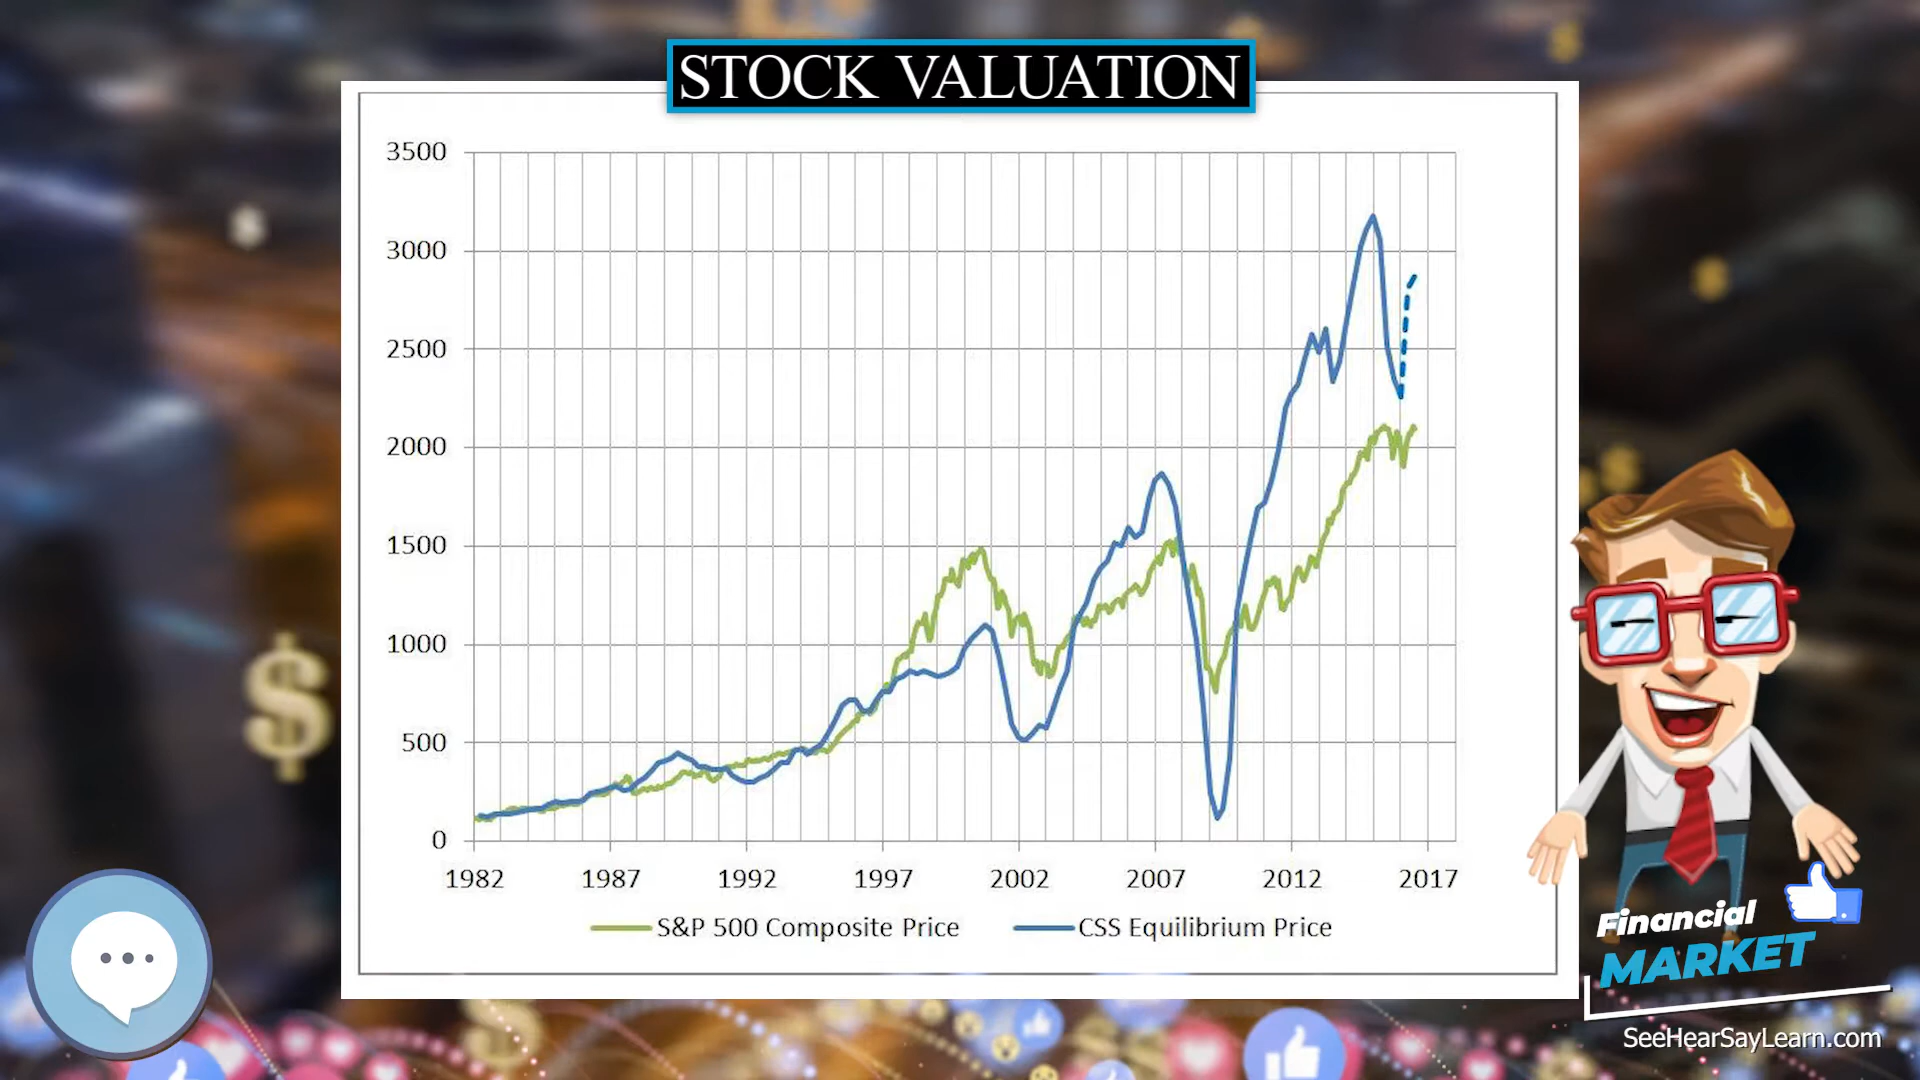 STOCK VALUATION
3500
3000
2500
2000
1500
1000
500
0
1982 1987 1992 1997 2002 2007 2012 2017
S&P 500 Composite Price CSS Equilibrium Price
Financial
MARKET
SeeHearSayLearn.com